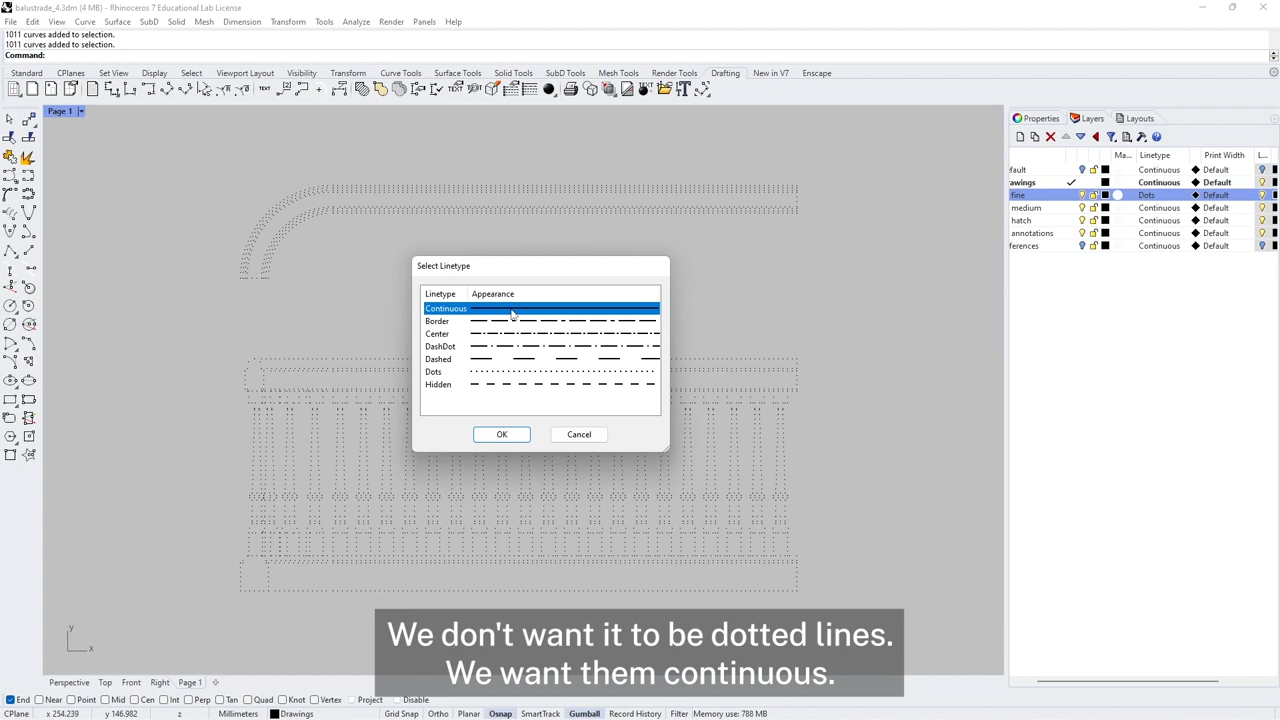 balustrade_4.3dm (4 MB) - Rhinoceros 7 Educational Lab License
File Edit View Curve Surface SubD Solid Mesh Dimension Transform Tools Analyze Render Panels Help
1011 curves added to selection.
1011 curves added to selection.
Command:
Standard CPlanes Set View Display Select Viewport Layout Visibility Transform Curve Tools Surface Tools Solid Tools SubD Tools Mesh Tools Render Tools Drafting New in V7 Enscape
Page 1
Properties Layers Layouts
Ma... Linetype Print Width L...
fault Continuous Default
awings Continuous Default
fine Dots Default
medium Continuous Default
hatch Continuous Default
annotations Continuous Default
ferences Continuous Default
Select Linetype
Linetype Appearance
Continuous
Border
Center
DashDot
Dashed
Dots
Hidden
OK Cancel
We don't want it to be dotted lines.
We want them continuous.
y
x
Perspective Top Front Right Page 1
End Near Point Mid Cen Int Perp Tan Quad Knot Vertex Project Disable
CPlane x 254.239 y 146.982 z Millimeters Drawings Grid Snap Ortho Planar Osnap SmartTrack Gumball Record History Filter Memory use: 788 MB